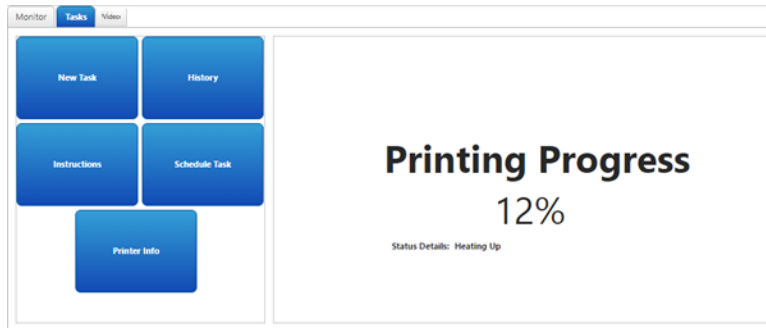 Monitor Tasks Video
New Task History
Instructions Schedule Task
Printer Info
Printing Progress
12%
Status Details: Heating Up